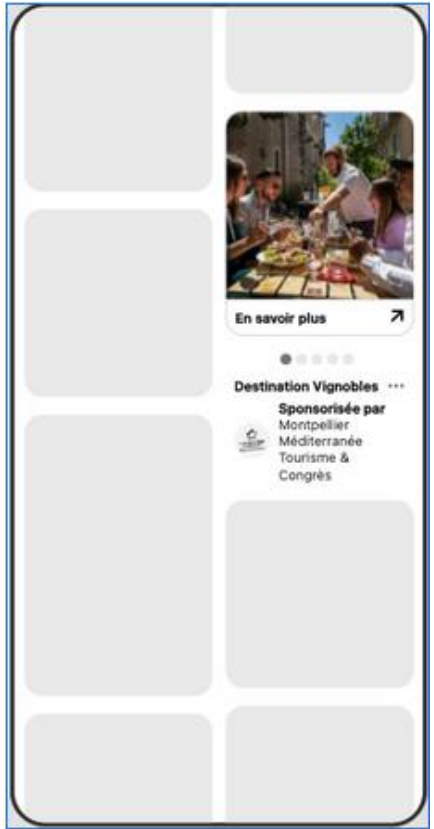 En savoir plus
Destination Vignobles ...
Sponsorisée par
Montpellier
Méditerranée
Tourisme &
Congrès